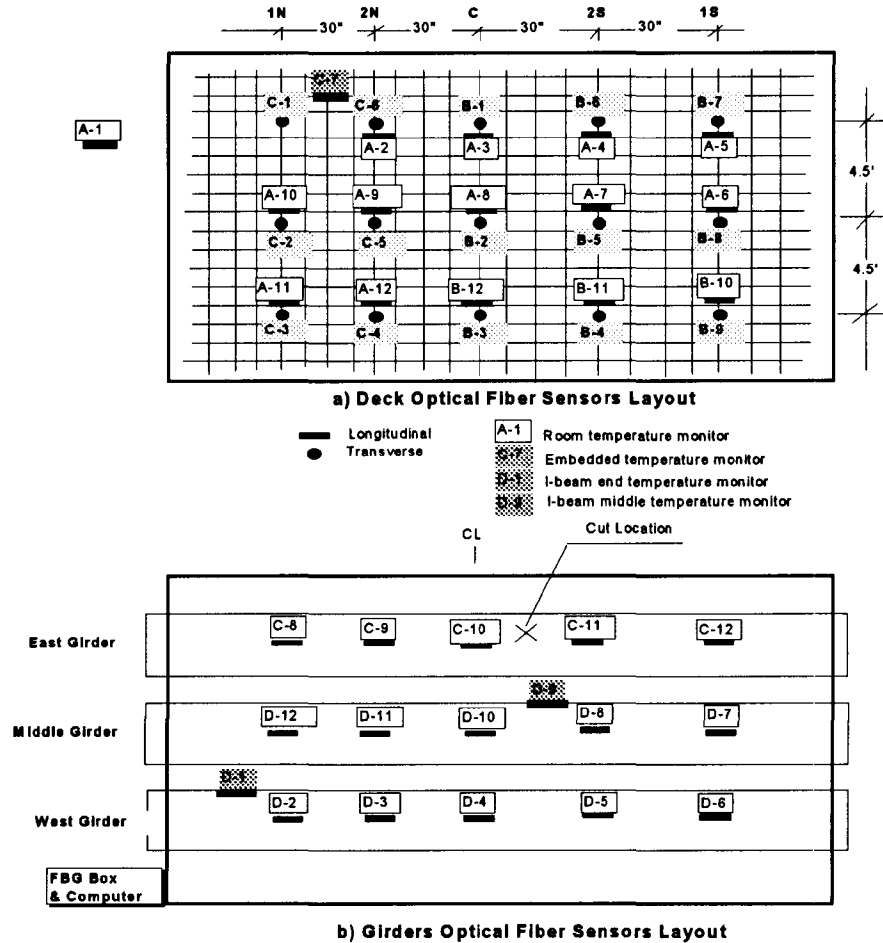 1N 2N C 2S 1S
30" 30" 30" 30"
C-7
C-1 C-6 B-1 B-6 B-7
A-1
A-2 A-3 A-4 A-5
4.5'
A-10 A-9 A-8 A-7 A-6
C-2 C-5 B-2 B-5 B-8
4.5'
A-11 A-12 B-12 B-11 B-10
C-3 C-4 B-3 B-4 B-9
a) Deck Optical Fiber Sensors Layout
Longitudinal
Transverse
A-1 Room temperature monitor
C-7 Embedded temperature monitor
D-1 I-beam end temperature monitor
D-9 I-beam middle temperature monitor
CL
Cut Location
East Girder
C-8 C-9 C-10 C-11 C-12
D-9
Middle Girder
D-12 D-11 D-10 D-8 D-7
D-1
West Girder
D-2 D-3 D-4 D-5 D-6
FBG Box
& Computer
b) Girders Optical Fiber Sensors Layout